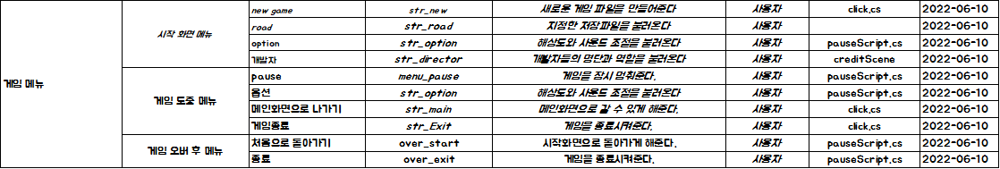 게임 메뉴
시작 화면 메뉴
new game str_new 새로운 게임 파일을 만들어준다 사용자 click.cs 2022-06-10
road str_road 지정한 저장파일을 불러온다 사용자 2022-06-10
option str_option 해상도와 사운드 조절을 불러온다 사용자 pauseScript.cs 2022-06-10
개발자 str_director 개발자들의 명단과 역할을 불러온다 사용자 creditScene 2022-06-10
게임 도중 메뉴
pause menu_pause 게임을 잠시 멈춰준다. 사용자 pauseScript.cs 2022-06-10
옵션 str_option 해상도와 사운드 조절을 불러온다 사용자 pauseScript.cs 2022-06-10
메인화면으로 나가기 str_main 메인화면으로 갈 수 있게 해준다. 사용자 click.cs 2022-06-10
게임종료 str_Exit 게임을 종료시켜준다. 사용자 click.cs 2022-06-10
게임 오버 후 메뉴
처음으로 돌아가기 over_start 시작화면으로 돌아가게 해준다. 사용자 pauseScript.cs 2022-06-10
종료 over_exit 게임을 종료시켜준다. 사용자 pauseScript.cs 2022-06-10